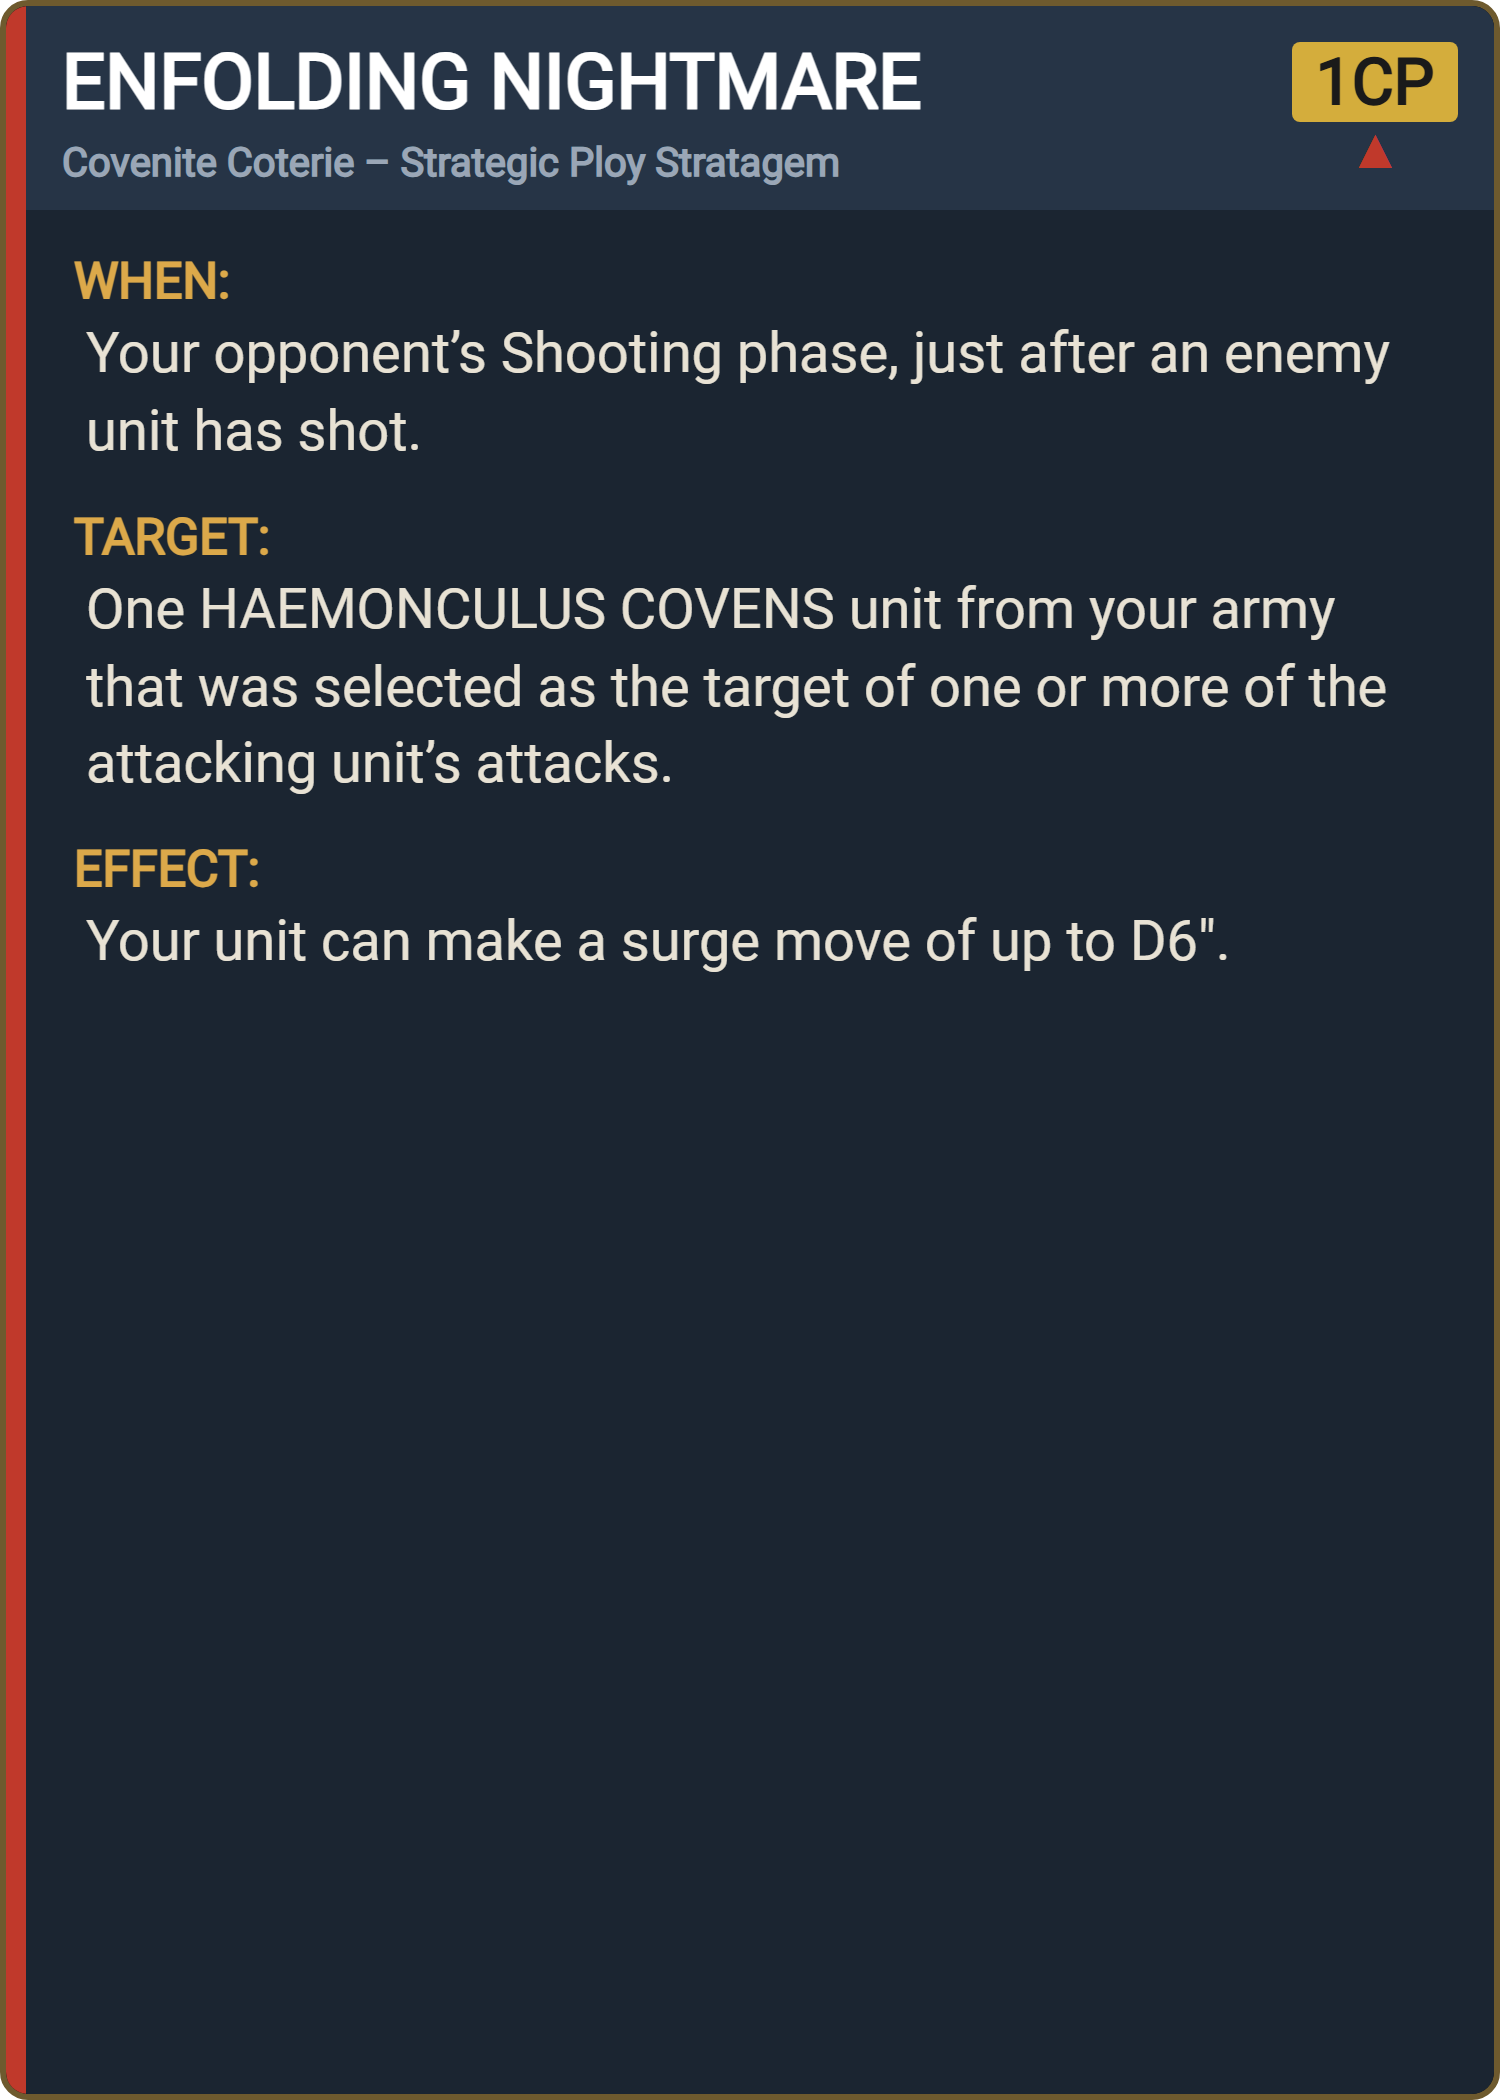 ENFOLDING NIGHTMARE
1CP
Covenite Coterie – Strategic Ploy Stratagem
WHEN:
Your opponent’s Shooting phase, just after an enemy
unit has shot.
TARGET:
One HAEMONCULUS COVENS unit from your army
that was selected as the target of one or more of the
attacking unit’s attacks.
EFFECT:
Your unit can make a surge move of up to D6".